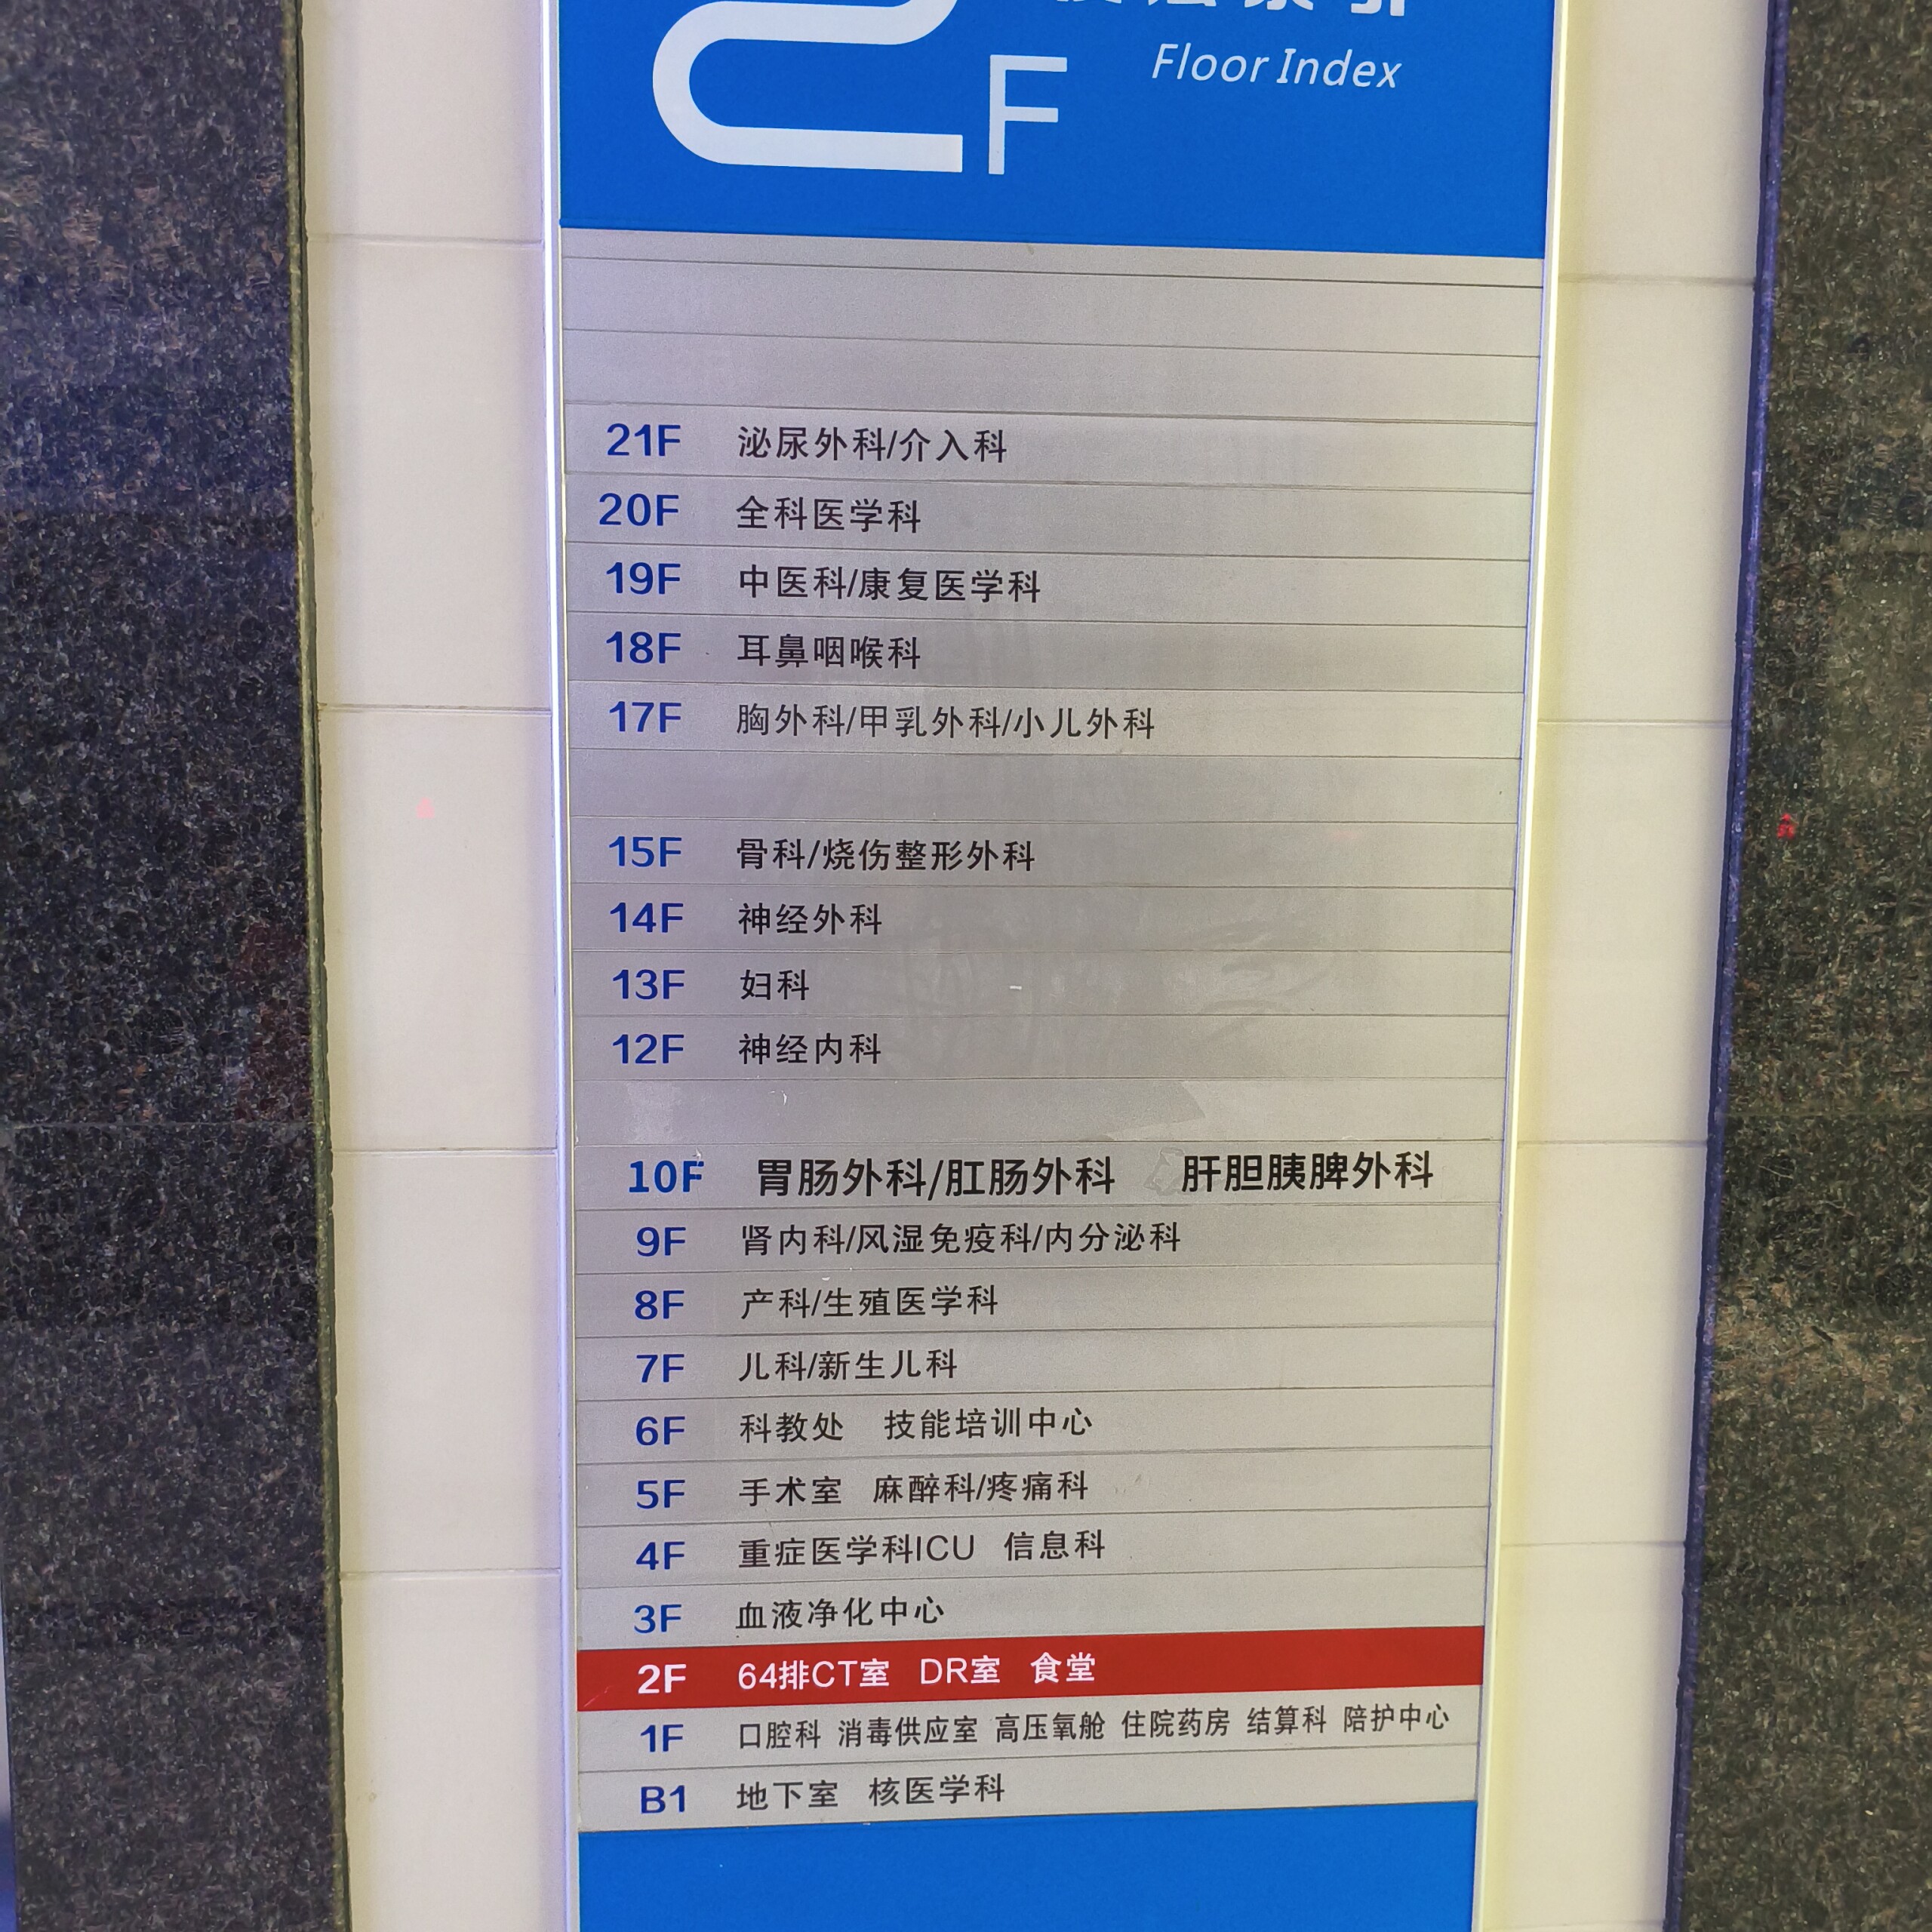 2F
Floor Index
21F 泌尿外科/介入科
20F 全科医学科
19F 中医科/康复医学科
18F 耳鼻咽喉科
17F 胸外科/甲乳外科/小儿外科
15F 骨科/烧伤整形外科
14F 神经外科
13F 妇科
12F 神经内科
10F 胃肠外科/肛肠外科 肝胆胰脾外科
9F 肾内科/风湿免疫科/内分泌科
8F 产科/生殖医学科
7F 儿科/新生儿科
6F 科教处 技能培训中心
5F 手术室 麻醉科/疼痛科
4F 重症医学科ICU 信息科
3F 血液净化中心
2F 64排CT室 DR室 食堂
1F 口腔科 消毒供应室 高压氧舱 住院药房 结算科 陪护中心
B1 地下室 核医学科